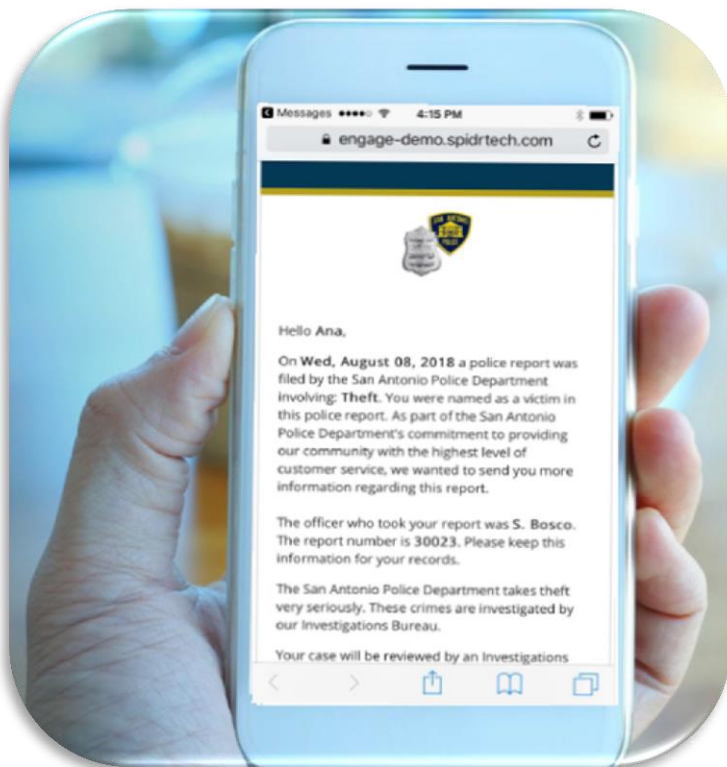 Messages 4:15 PM
engage-demo.spidrtech.com
SAN ANTONIO
POLICE
Hello Ana,
On Wed, August 08, 2018 a police report was
filed by the San Antonio Police Department
involving: Theft. You were named as a victim in
this police report. As part of the San Antonio
Police Department's commitment to providing
our community with the highest level of
customer service, we wanted to send you more
information regarding this report.
The officer who took your report was S. Bosco.
The report number is 30023. Please keep this
information for your records.
The San Antonio Police Department takes theft
very seriously. These crimes are investigated by
our Investigations Bureau.
Your case will be reviewed by an Investigations